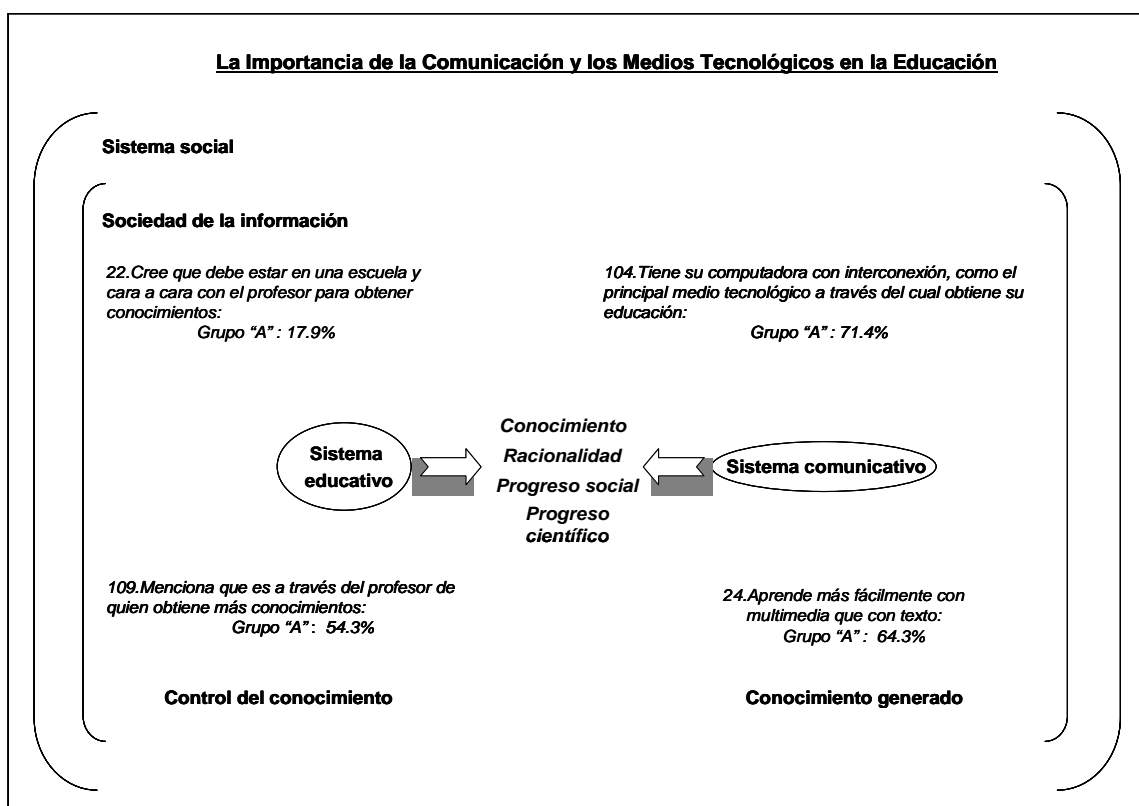 La Importancia de la Comunicación y los Medios Tecnológicos en la Educación
Sistema social
Sociedad de la información
22.Cree que debe estar en una escuela y
cara a cara con el profesor para obtener
conocimientos:
Grupo “A” : 17.9%
104.Tiene su computadora con interconexión, como el
principal medio tecnológico a través del cual obtiene su
educación:
Grupo “A” : 71.4%
Sistema
educativo
Conocimiento
Racionalidad
Progreso social
Progreso
científico
Sistema comunicativo
109.Menciona que es a través del profesor de
quien obtiene más conocimientos:
Grupo “A” : 54.3%
24.Aprende más fácilmente con
multimedia que con texto:
Grupo “A” : 64.3%
Control del conocimiento
Conocimiento generado